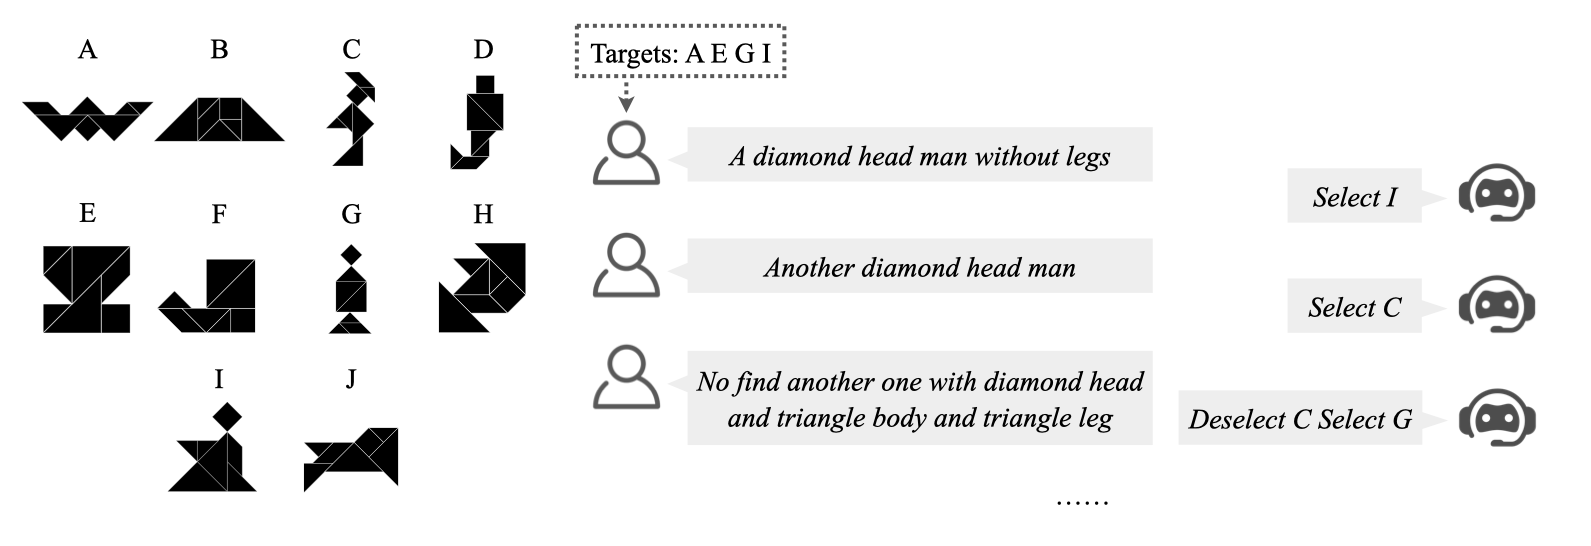 A B C D
E F G H
I J
Targets: A E G I
A diamond head man without legs
Select I
Another diamond head man
Select C
No find another one with diamond head
and triangle body and triangle leg
Deselect C Select G
......